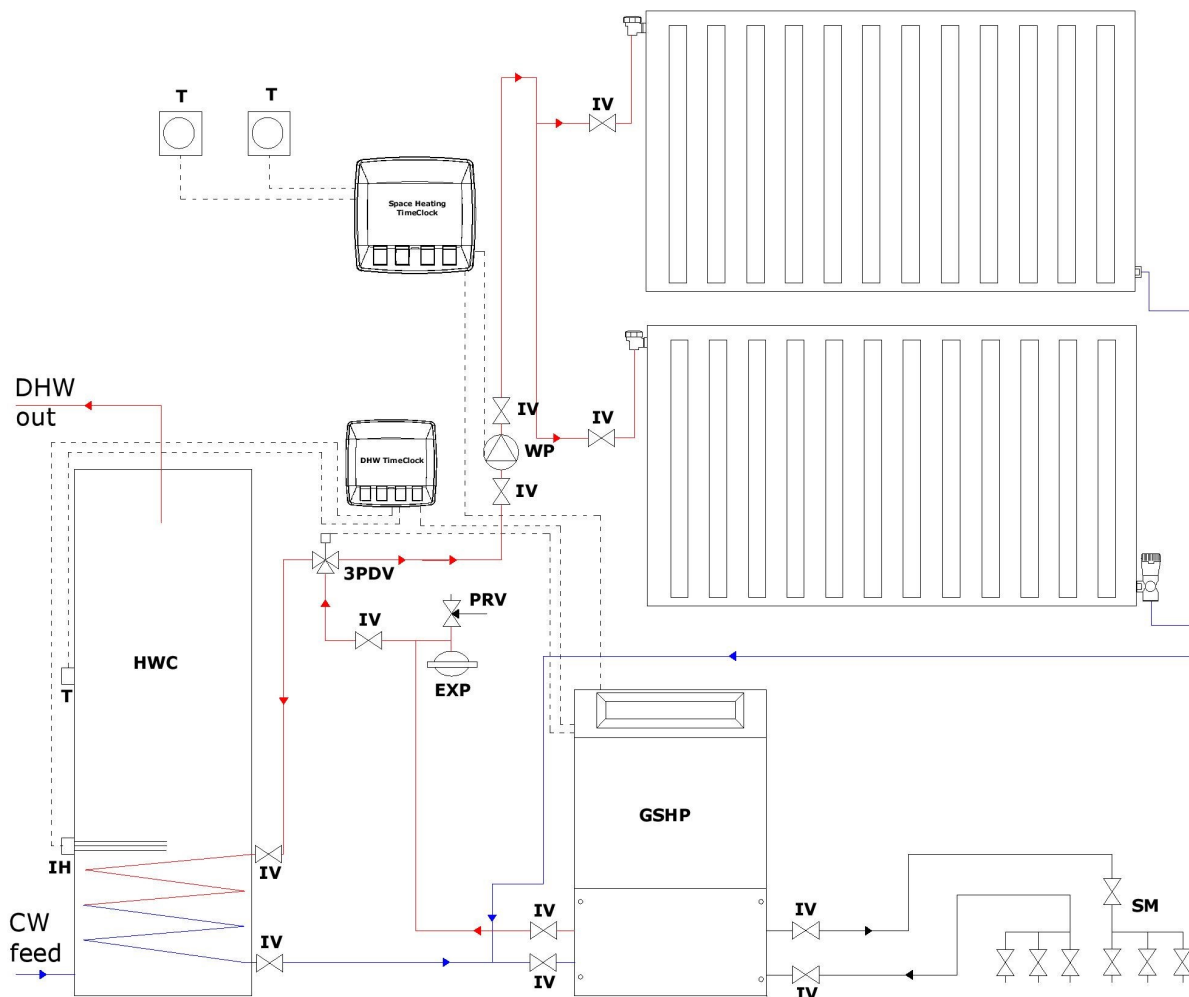 T
T
IV
Space Heating
TimeClock
DHW
out
IV
IV
WP
DHW TimeClock
IV
3PDV
PRV
IV
HWC
EXP
T
GSHP
IH
IV
IV
IV
SM
CW
feed
IV
IV
IV